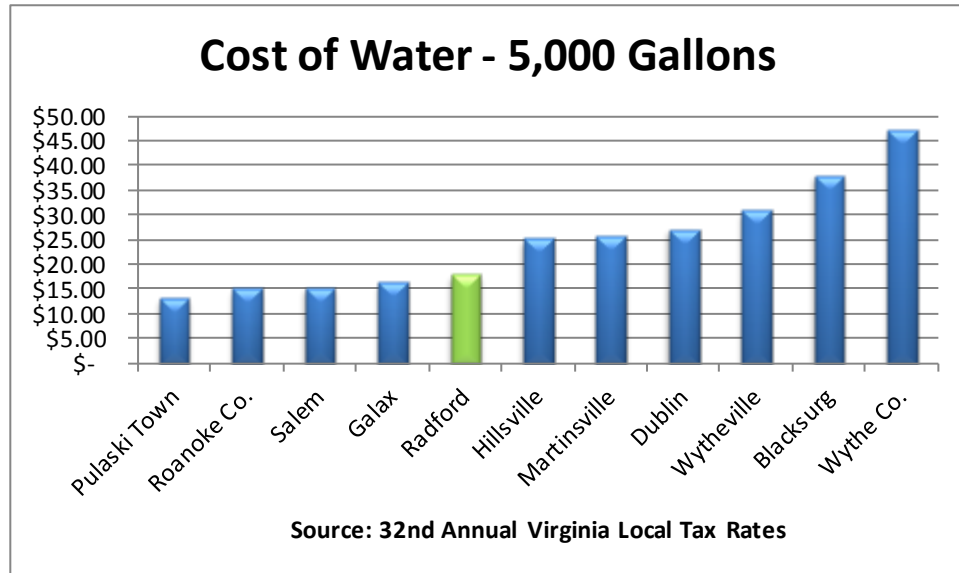 Cost of Water - 5,000 Gallons
$50.00
$45.00
$40.00
$35.00
$30.00
$25.00
$20.00
$15.00
$10.00
$5.00
$-
Pulaski Town
Roanoke Co.
Salem
Galax
Radford
Hillsville
Martinsville
Dublin
Wytheville
Blacksurg
Wythe Co.
Source: 32nd Annual Virginia Local Tax Rates